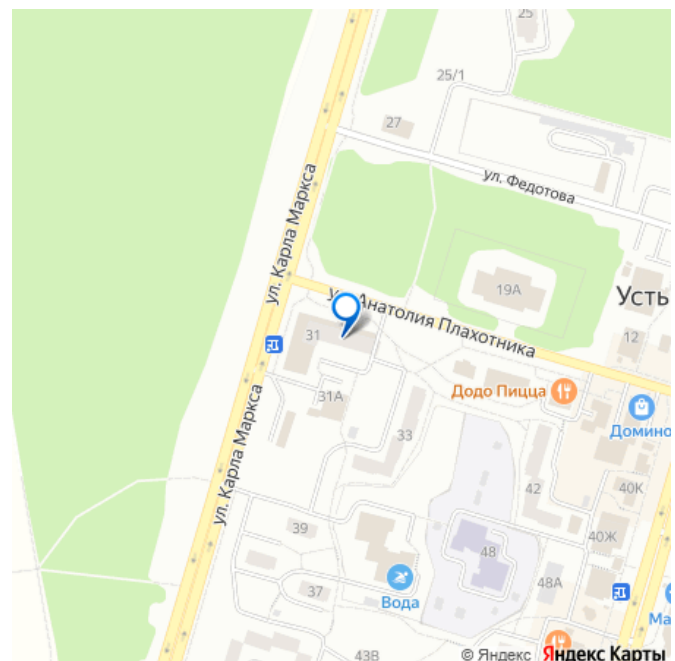 25
25/1
27
ул. Федотова
ул. Карла Маркса
19А
Усть
ул. Анатолия Плахотника
31
12
Додо Пицца
31А
Домино
ул. Карла Маркса
33
42
40К
39
40Ж
48
37
Вода
48А
Ма
43В
© Яндекс Яндекс Карты